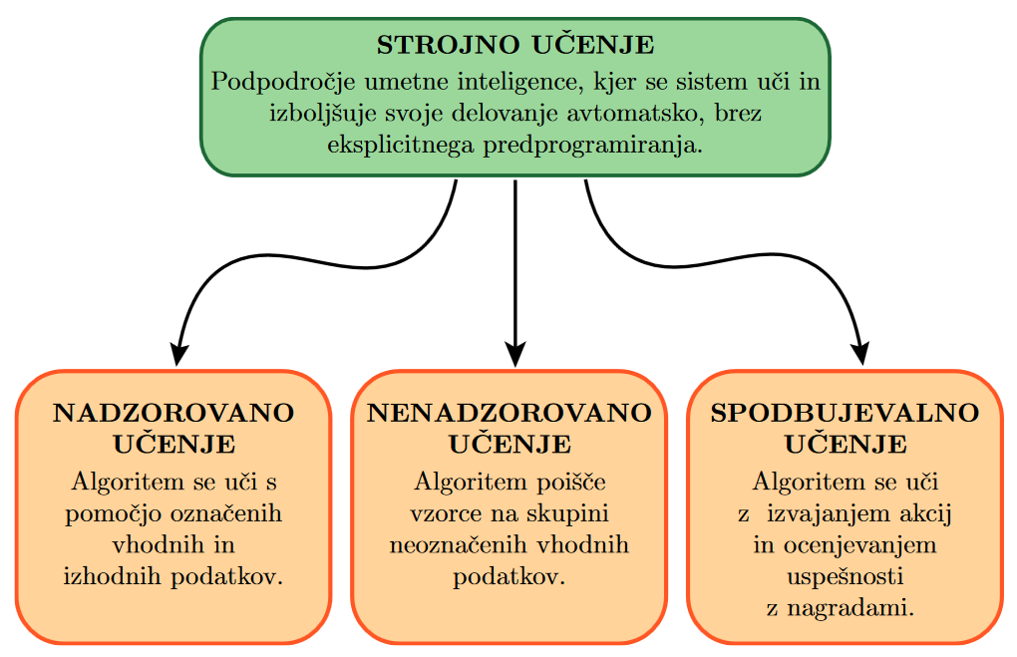 STROJNO UČENJE
Podpodročje umetne inteligence, kjer se sistem uči in
izboljšuje svoje delovanje avtomatsko, brez
eksplicitnega predprogramiranja.
NADZOROVANO
UČENJE
Algoritem se uči s
pomočjo označenih
vhodnih in
izhodnih podatkov.
NENADZOROVANO
UČENJE
Algoritem poišče
vzorce na skupini
neoznačenih vhodnih
podatkov.
SPODBUJEVALNO
UČENJE
Algoritem se uči
z izvajanjem akcij
in ocenjevanjem
uspešnosti
z nagradami.